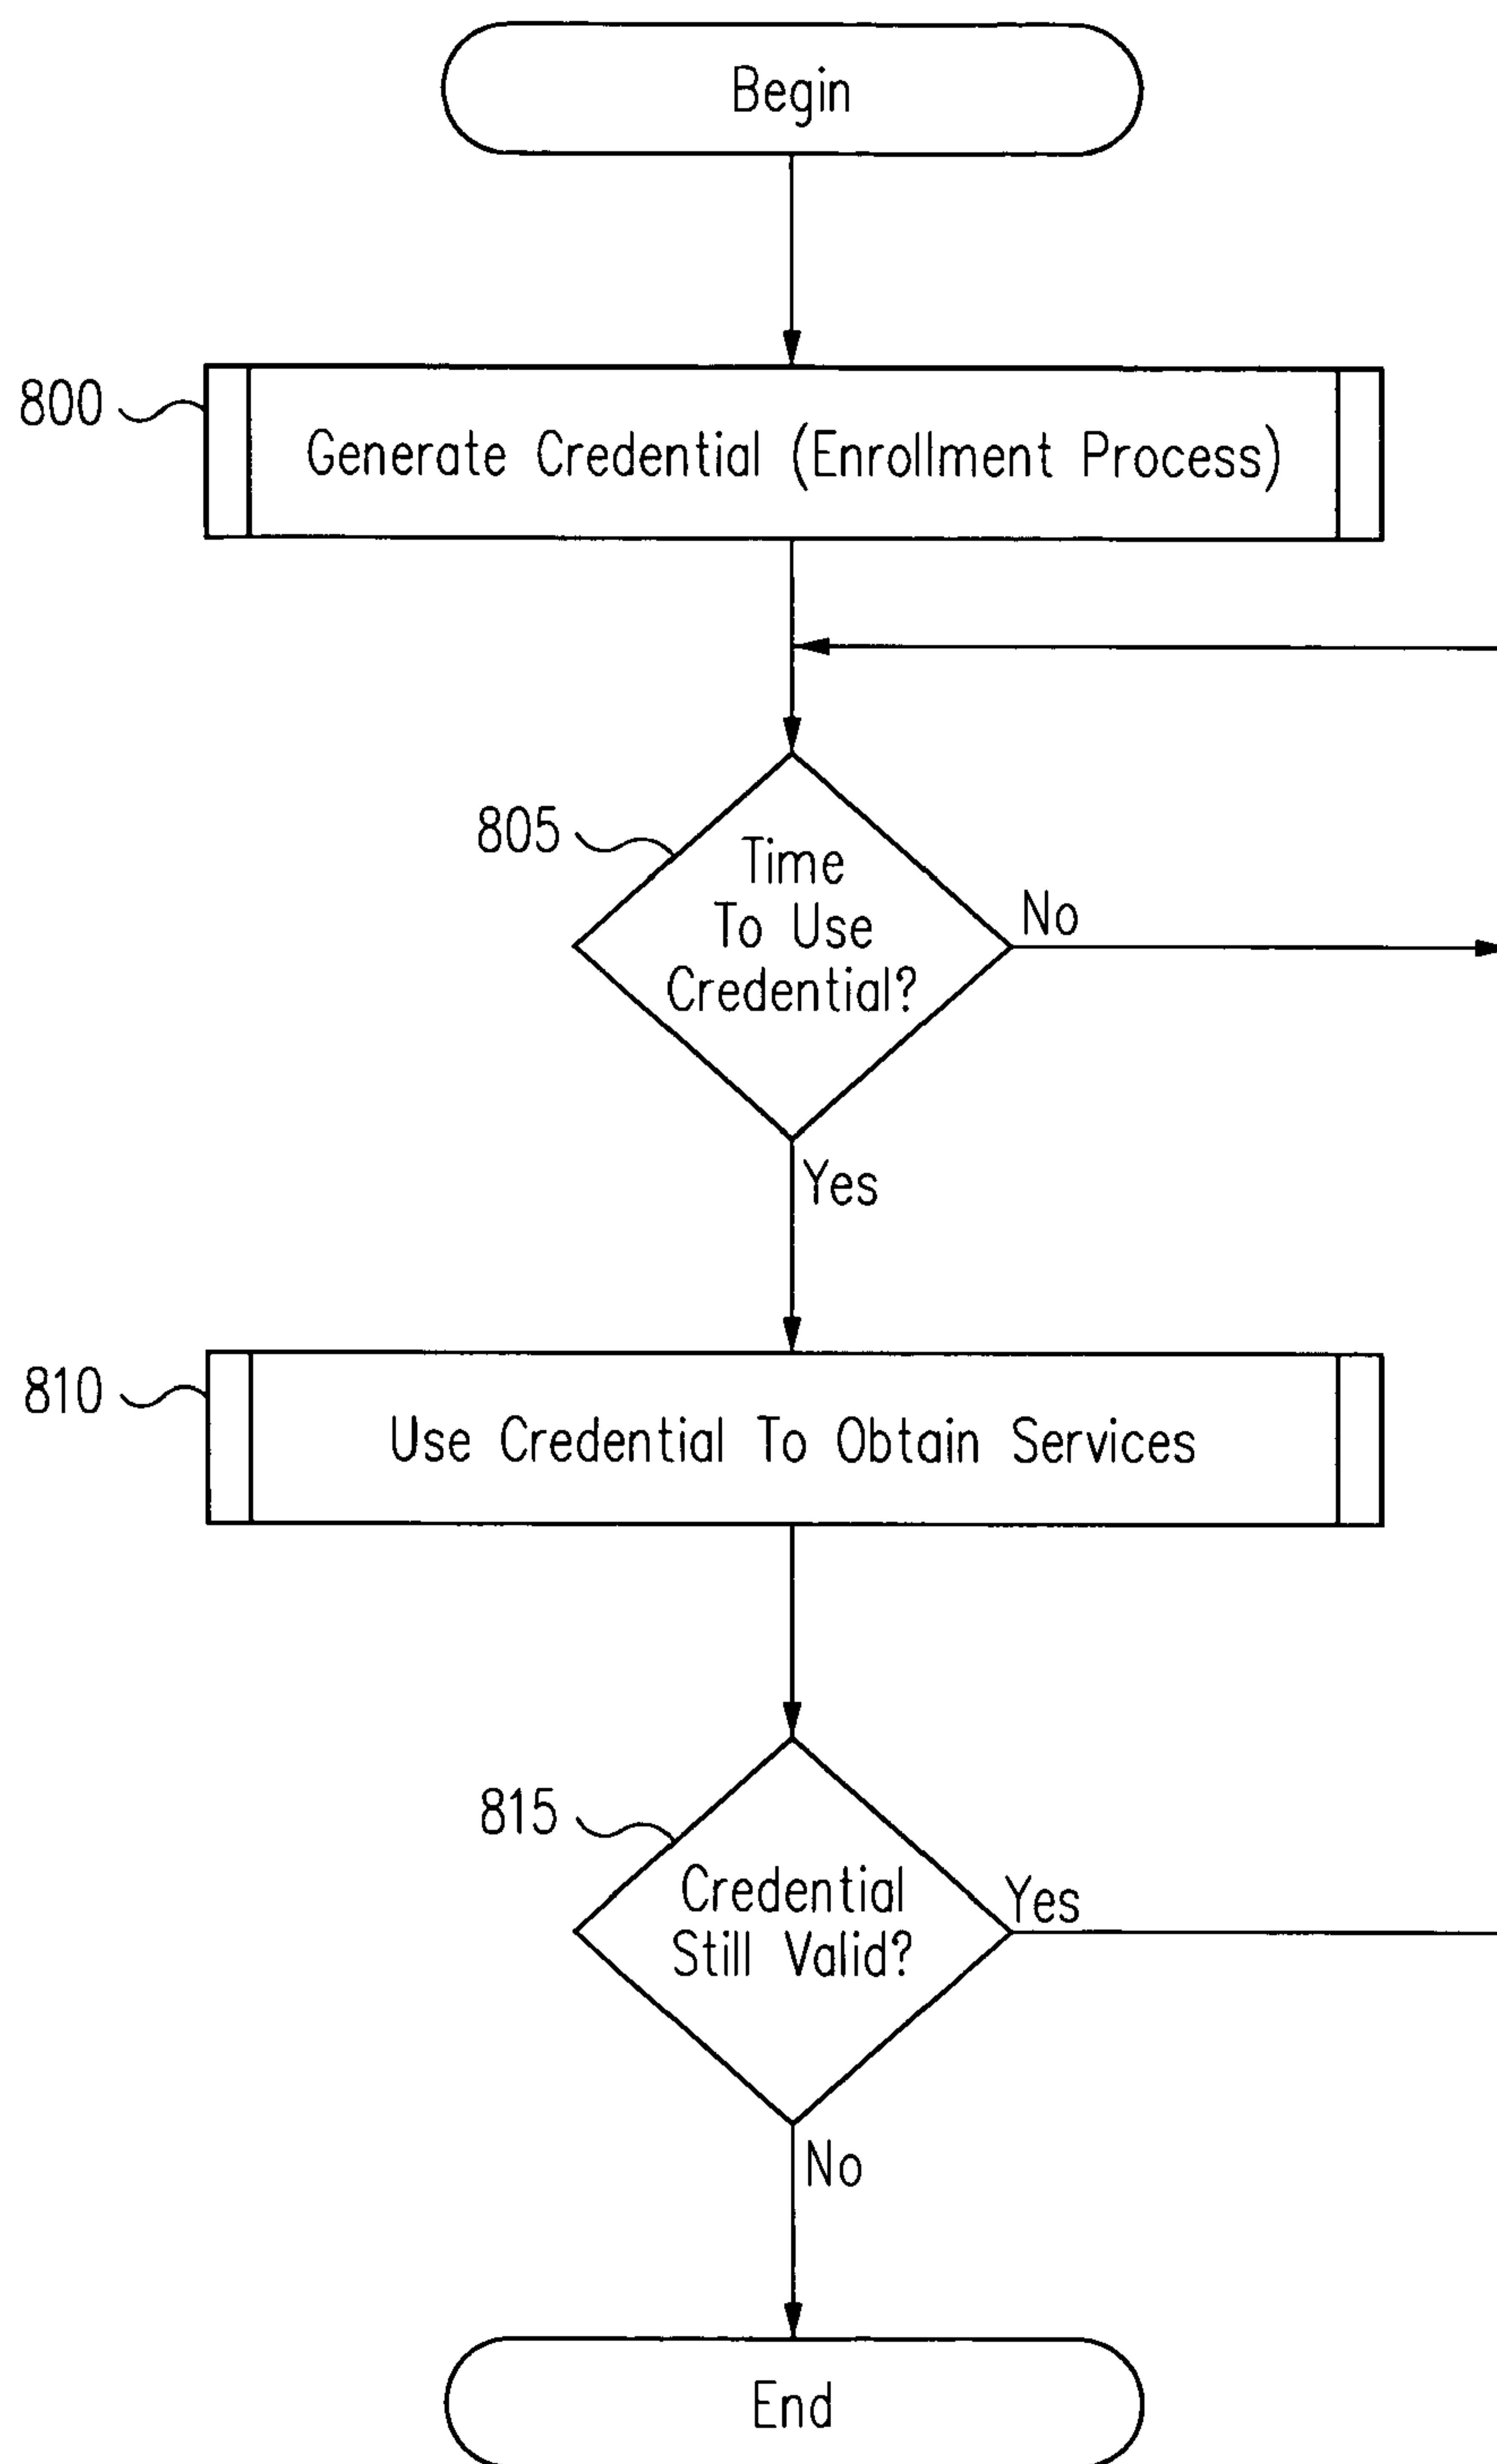 Begin
800
Generate Credential (Enrollment Process)
805
Time
To Use
Credential?
No
Yes
810
Use Credential To Obtain Services
815
Credential
Still Valid?
Yes
No
End